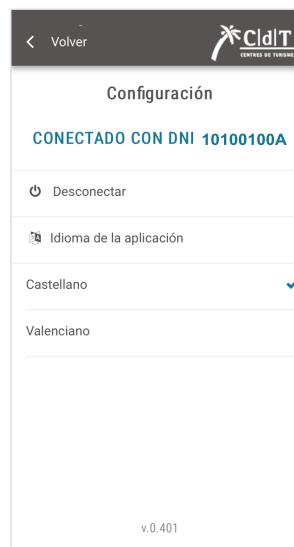 Volver
CdT
CENTRES DE TURISME
Configuración
CONECTADO CON DNI 10100100A
Desconectar
Idioma de la aplicación
Castellano
Valenciano
v.0.401